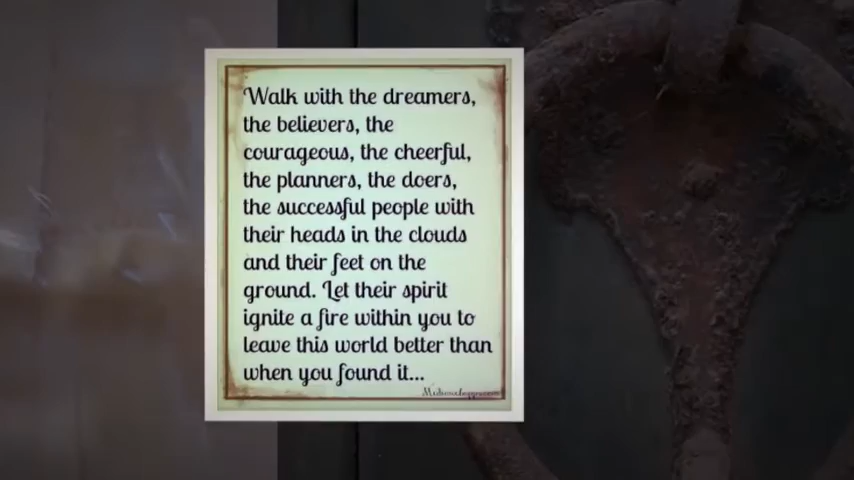 Walk with the dreamers,
the believers, the
courageous, the cheerful,
the planners, the doers,
the successful people with
their heads in the clouds
and their feet on the
ground. Let their spirit
ignite a fire within you to
leave this world better than
when you found it...